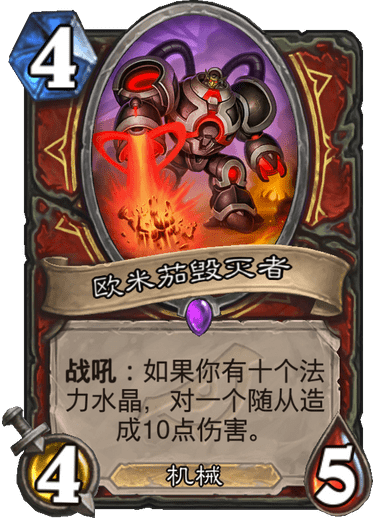 4
欧米茄毁灭者
战吼：如果你有十个法
力水晶，对一个随从造
成10点伤害。
4
机械
5